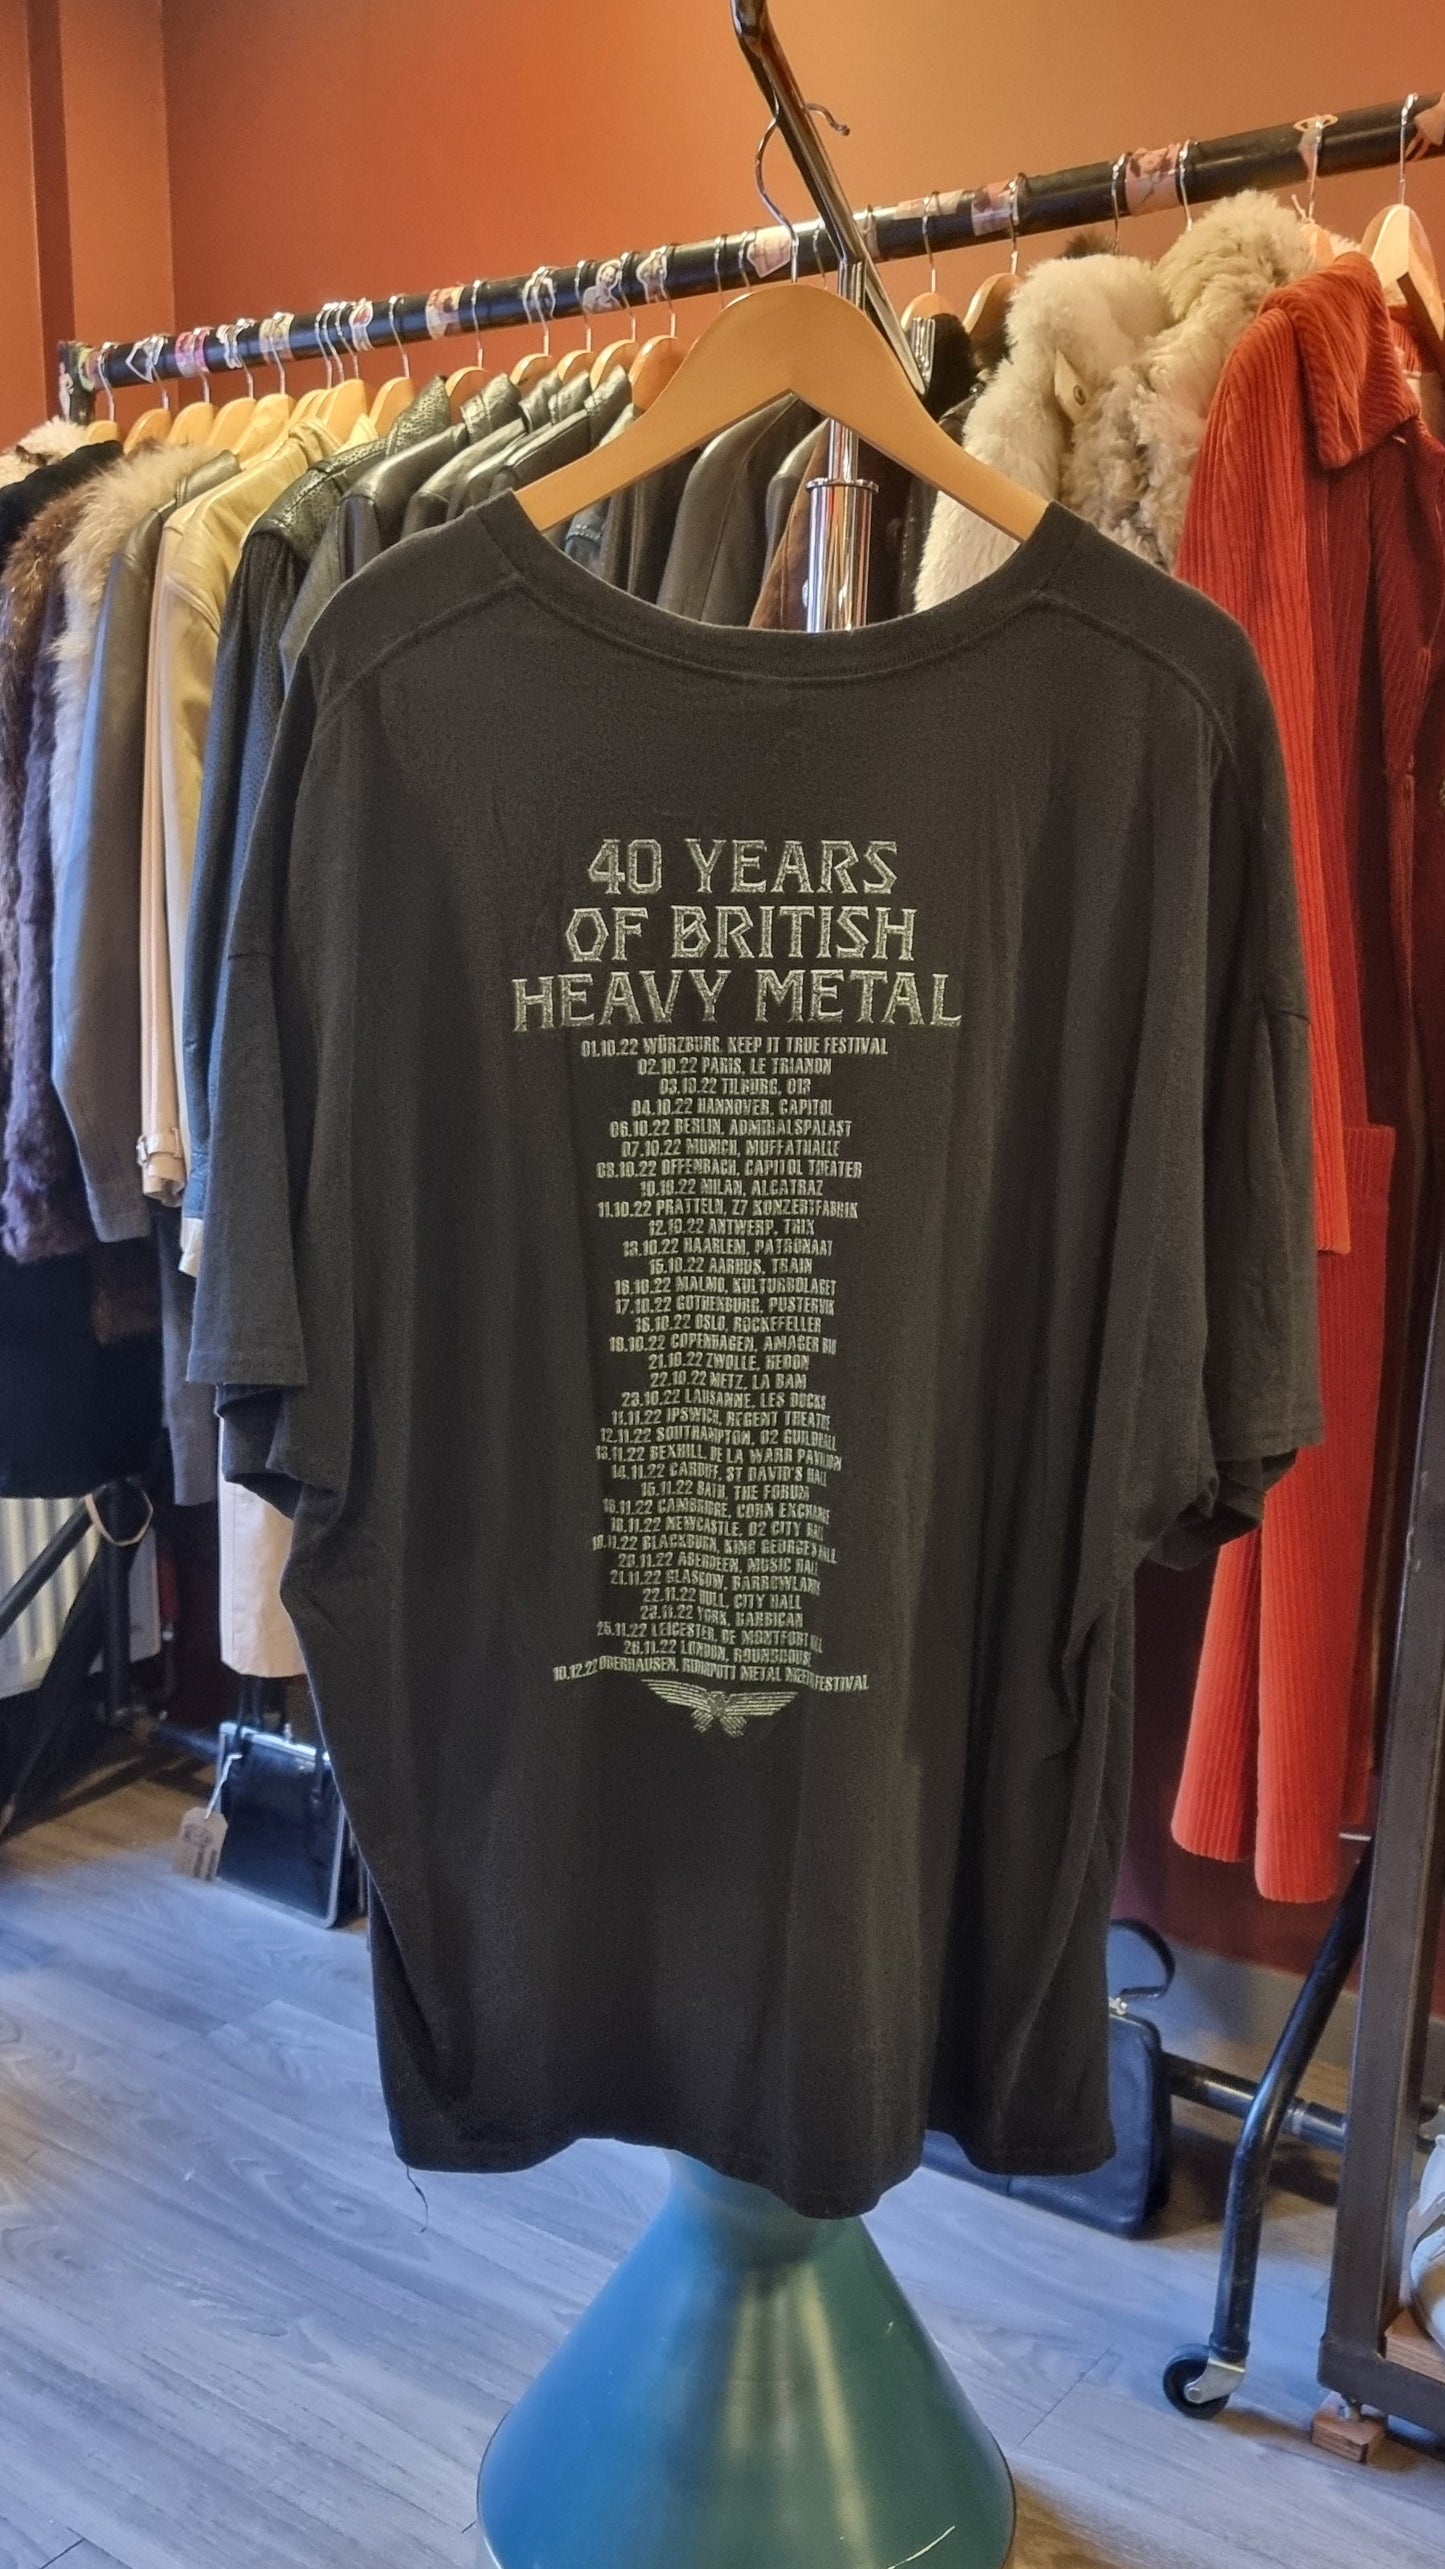 40 YEARS
OF BRITISH
HEAVY METAL
01.10.22 WÜRZBURG, KEEP IT TRUE FESTIVAL
02.10.22 PARIS, LE TRIANON
03.10.22 TILBURG, 013
04.10.22 HANNOVER, CAPITOL
06.10.22 BERLIN, ADMIRALSPALAST
07.10.22 MUNICH, MUFFATHALLE
08.10.22 OFFENBACH, CAPITOL THEATER
10.10.22 MILAN, ALCATRAZ
11.10.22 PRATTELN, Z7 KONZERTFABRIK
12.10.22 ANTWERP, TRIX
13.10.22 HAARLEM, PATRONAAT
15.10.22 AARHUS, TRAIN
16.10.22 MALMO, KULTURBOLAGET
17.10.22 GOTHENBURG, PUSTERVIK
18.10.22 OSLO, ROCKEFELLER
19.10.22 COPENHAGEN, AMAGER BIO
21.10.22 ZWOLLE, HEDON
22.10.22 METZ, LA BAM
23.10.22 LAUSANNE, LES DOCKS
11.11.22 IPSWICH, REGENT THEATRE
12.11.22 SOUTHAMPTON, O2 GUILDHALL
13.11.22 BEXHILL, DE LA WARR PAVILION
14.11.22 CARDIFF, ST DAVID'S HALL
15.11.22 BATH, THE FORUM
16.11.22 CAMBRIDGE, CORN EXCHANGE
18.11.22 NEWCASTLE, O2 CITY HALL
19.11.22 BLACKBURN, KING GEORGE'S HALL
20.11.22 ABERDEEN, MUSIC HALL
21.11.22 GLASGOW, BARROWLANDS
22.11.22 HULL, CITY HALL
23.11.22 YORK, BARBICAN
25.11.22 LEICESTER, DE MONTFORT HALL
26.11.22 LONDON, ROUNDHOUSE
10.12.22 OBERHAUSEN, RUHRPOTT METAL MEETING FESTIVAL